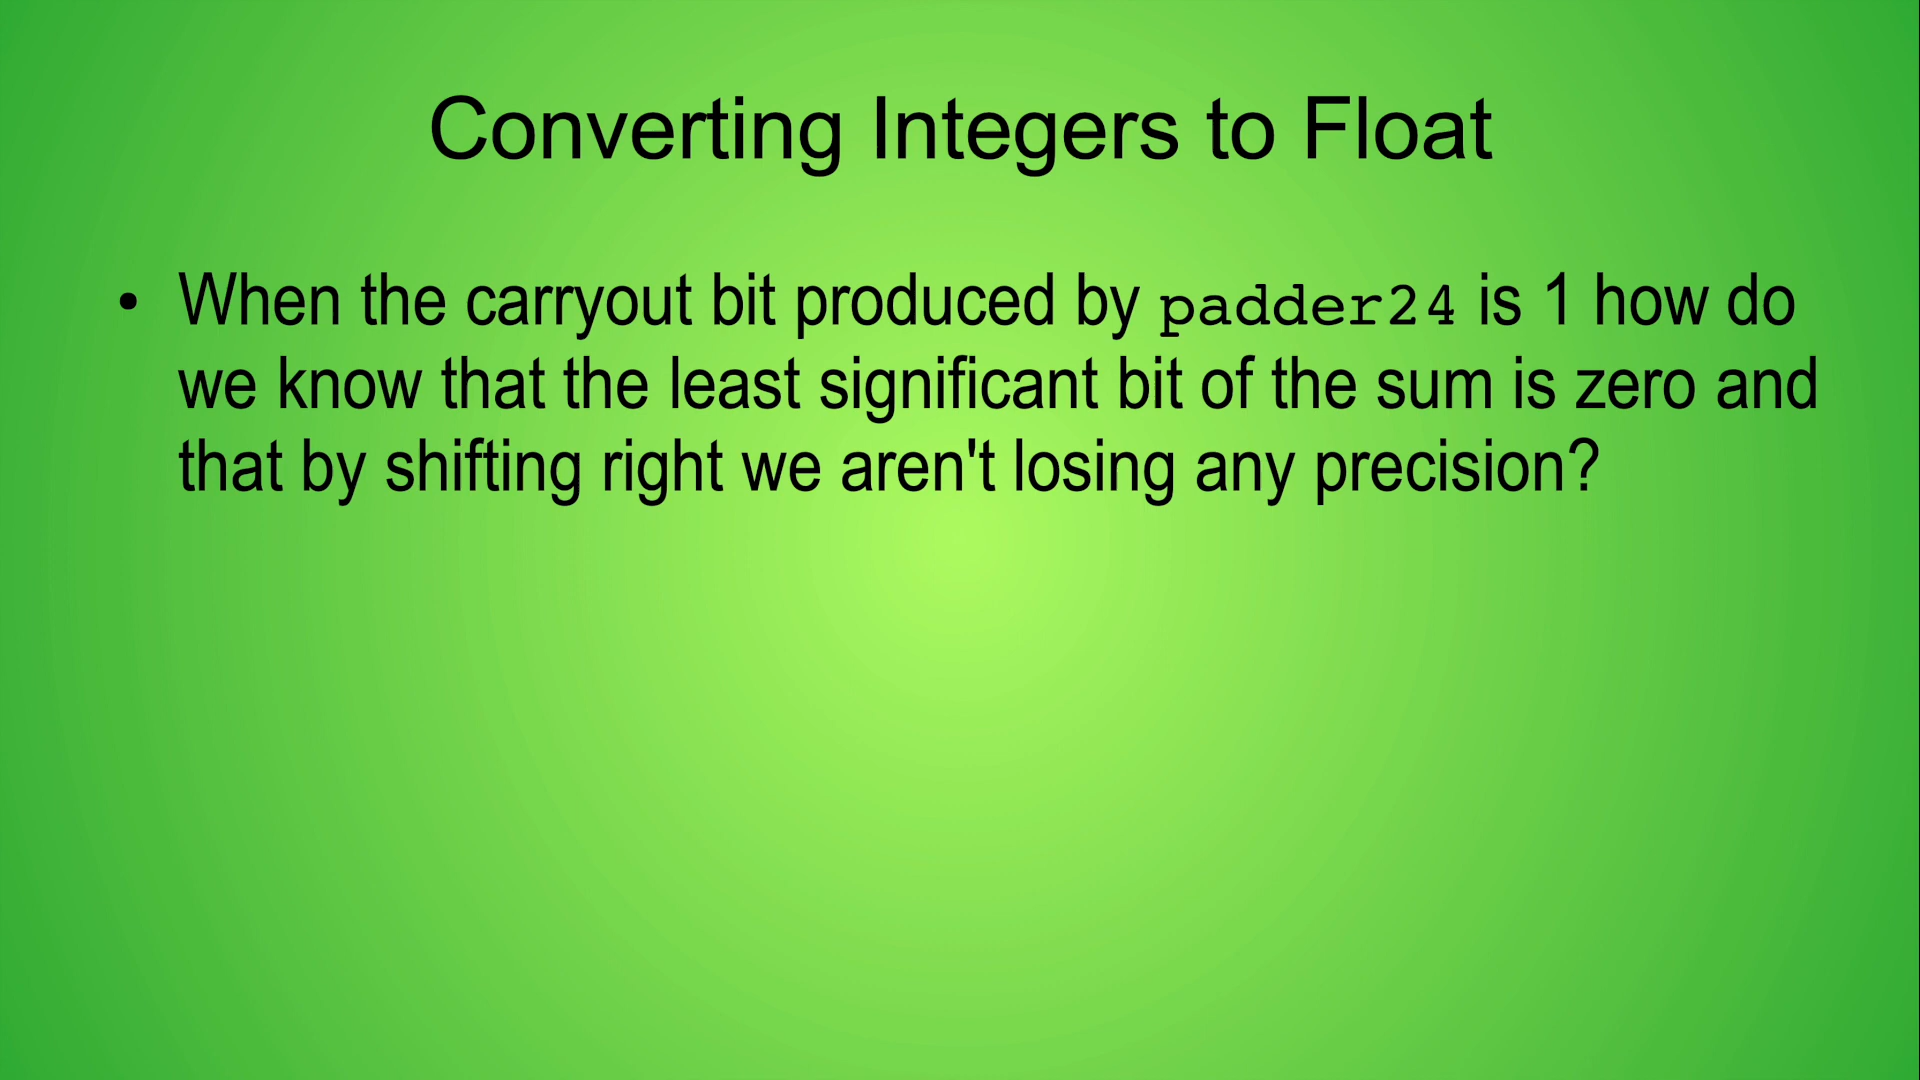 Converting Integers to Float
• When the carryout bit produced by padder24 is 1 how do
we know that the least significant bit of the sum is zero and
that by shifting right we aren't losing any precision?